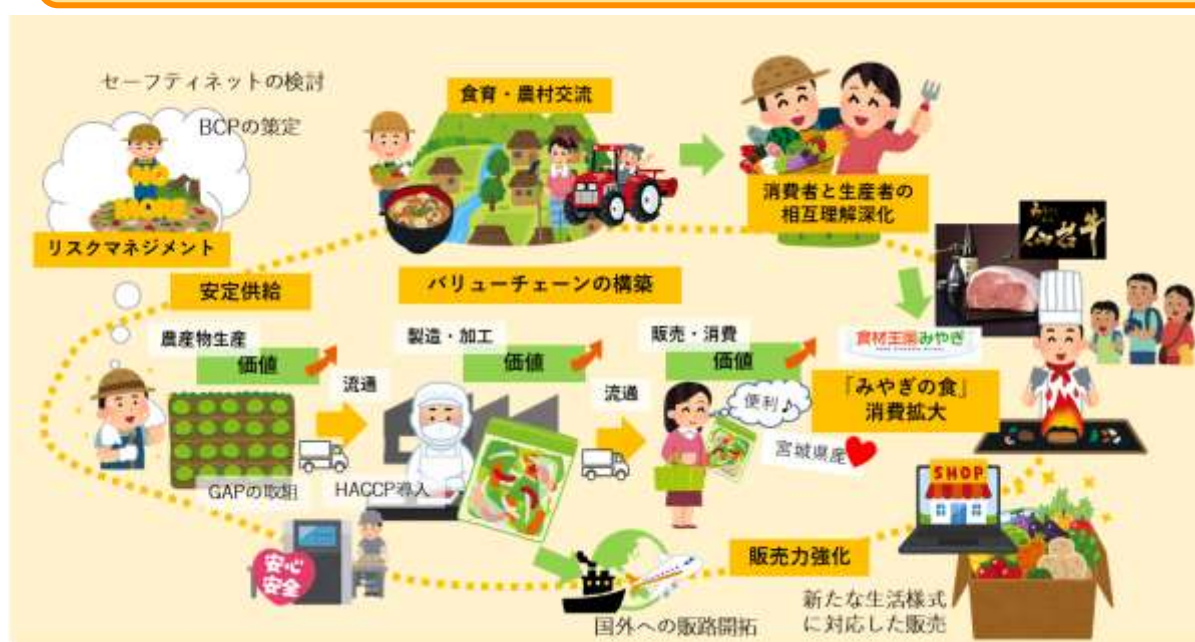 セーフティネットの検討
BCPの策定
リスクマネジメント
食育・農村交流
消費者と生産者の
相互理解深化
仙台牛
安定供給
バリューチェーンの構築
農産物生産
価値
流通
製造・加工
価値
流通
販売・消費
価値
食材王国みやぎ
「みやぎの食」
消費拡大
便利♪
宮城県産
GAPの取組
HACCP導入
安心
安全
SHOP
販売力強化
国外への販路開拓
新たな生活様式
に対応した販売